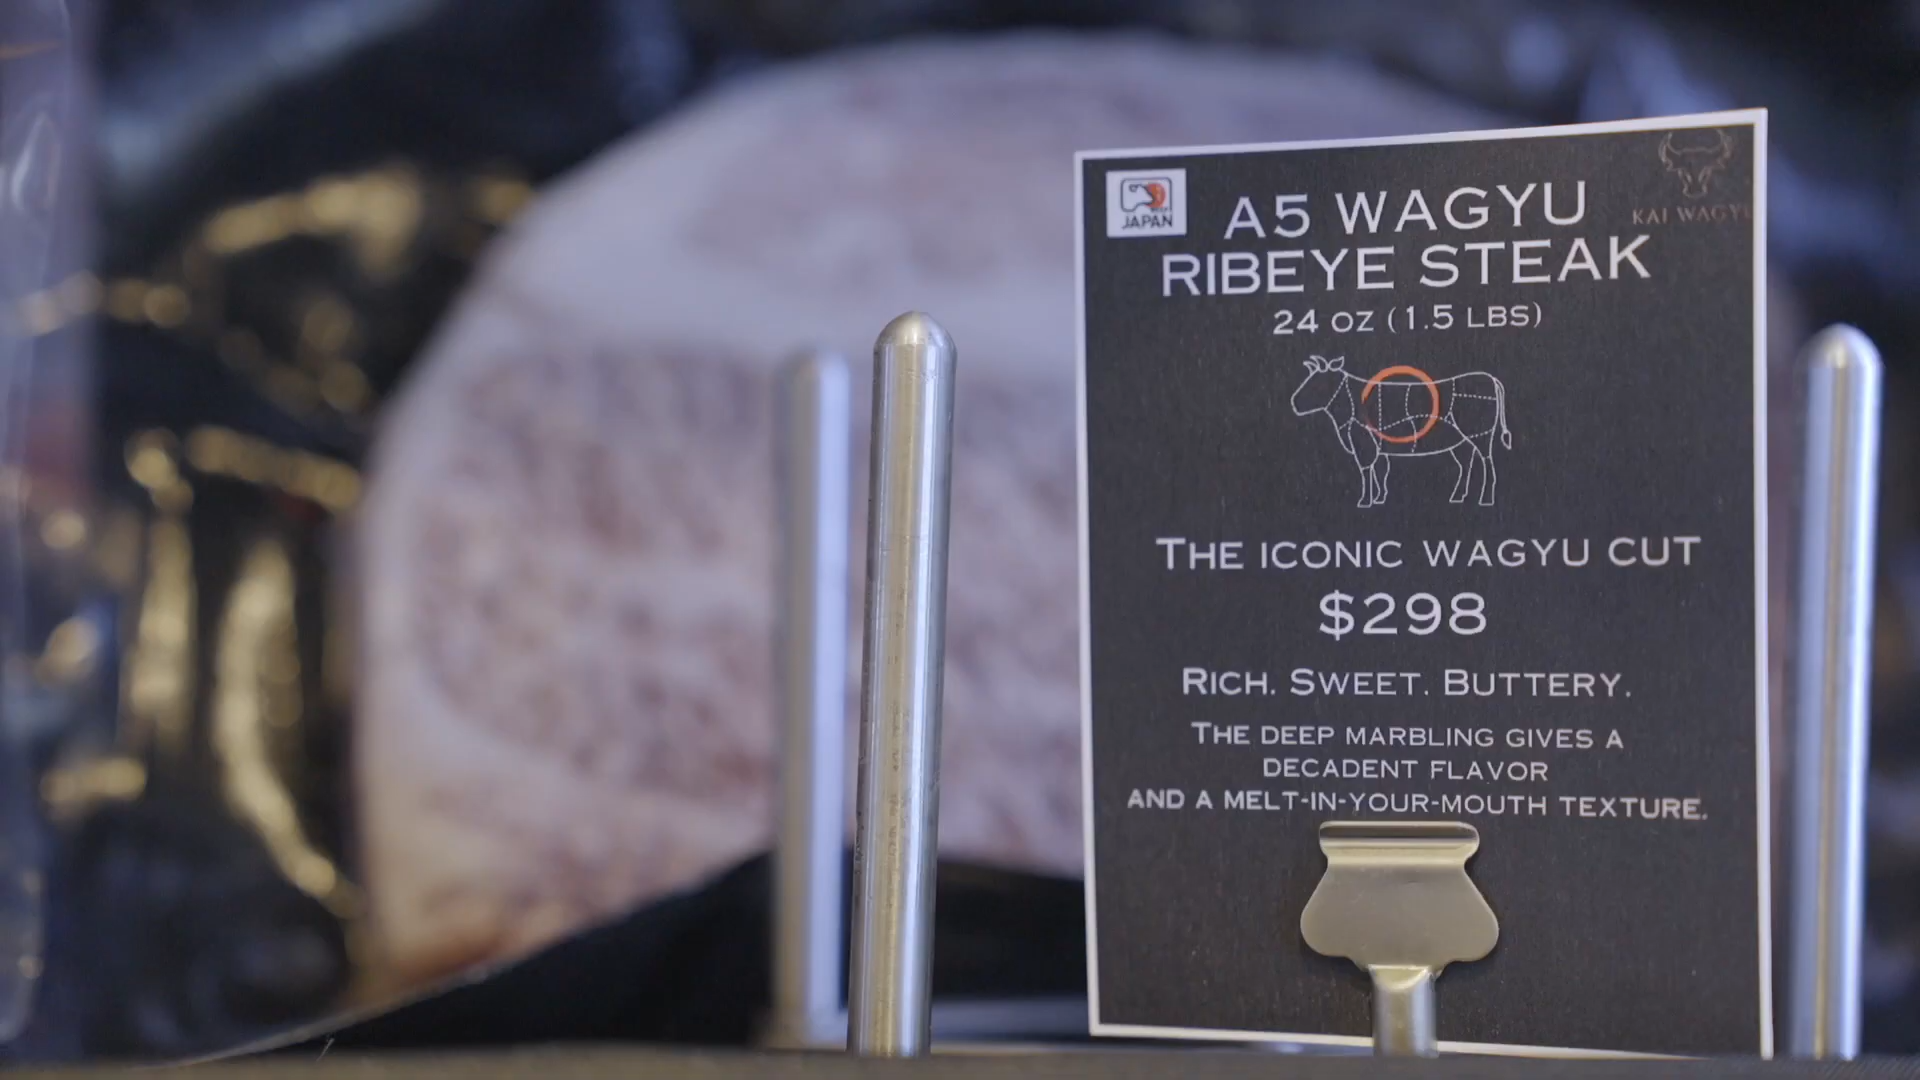 JAPAN
KAI WAGYU
A5 WAGYU
RIBEYE STEAK
24 OZ (1.5 LBS)
THE ICONIC WAGYU CUT
$298
RICH. SWEET. BUTTERY.
THE DEEP MARBLING GIVES A
DECADENT FLAVOR
AND A MELT-IN-YOUR-MOUTH TEXTURE.